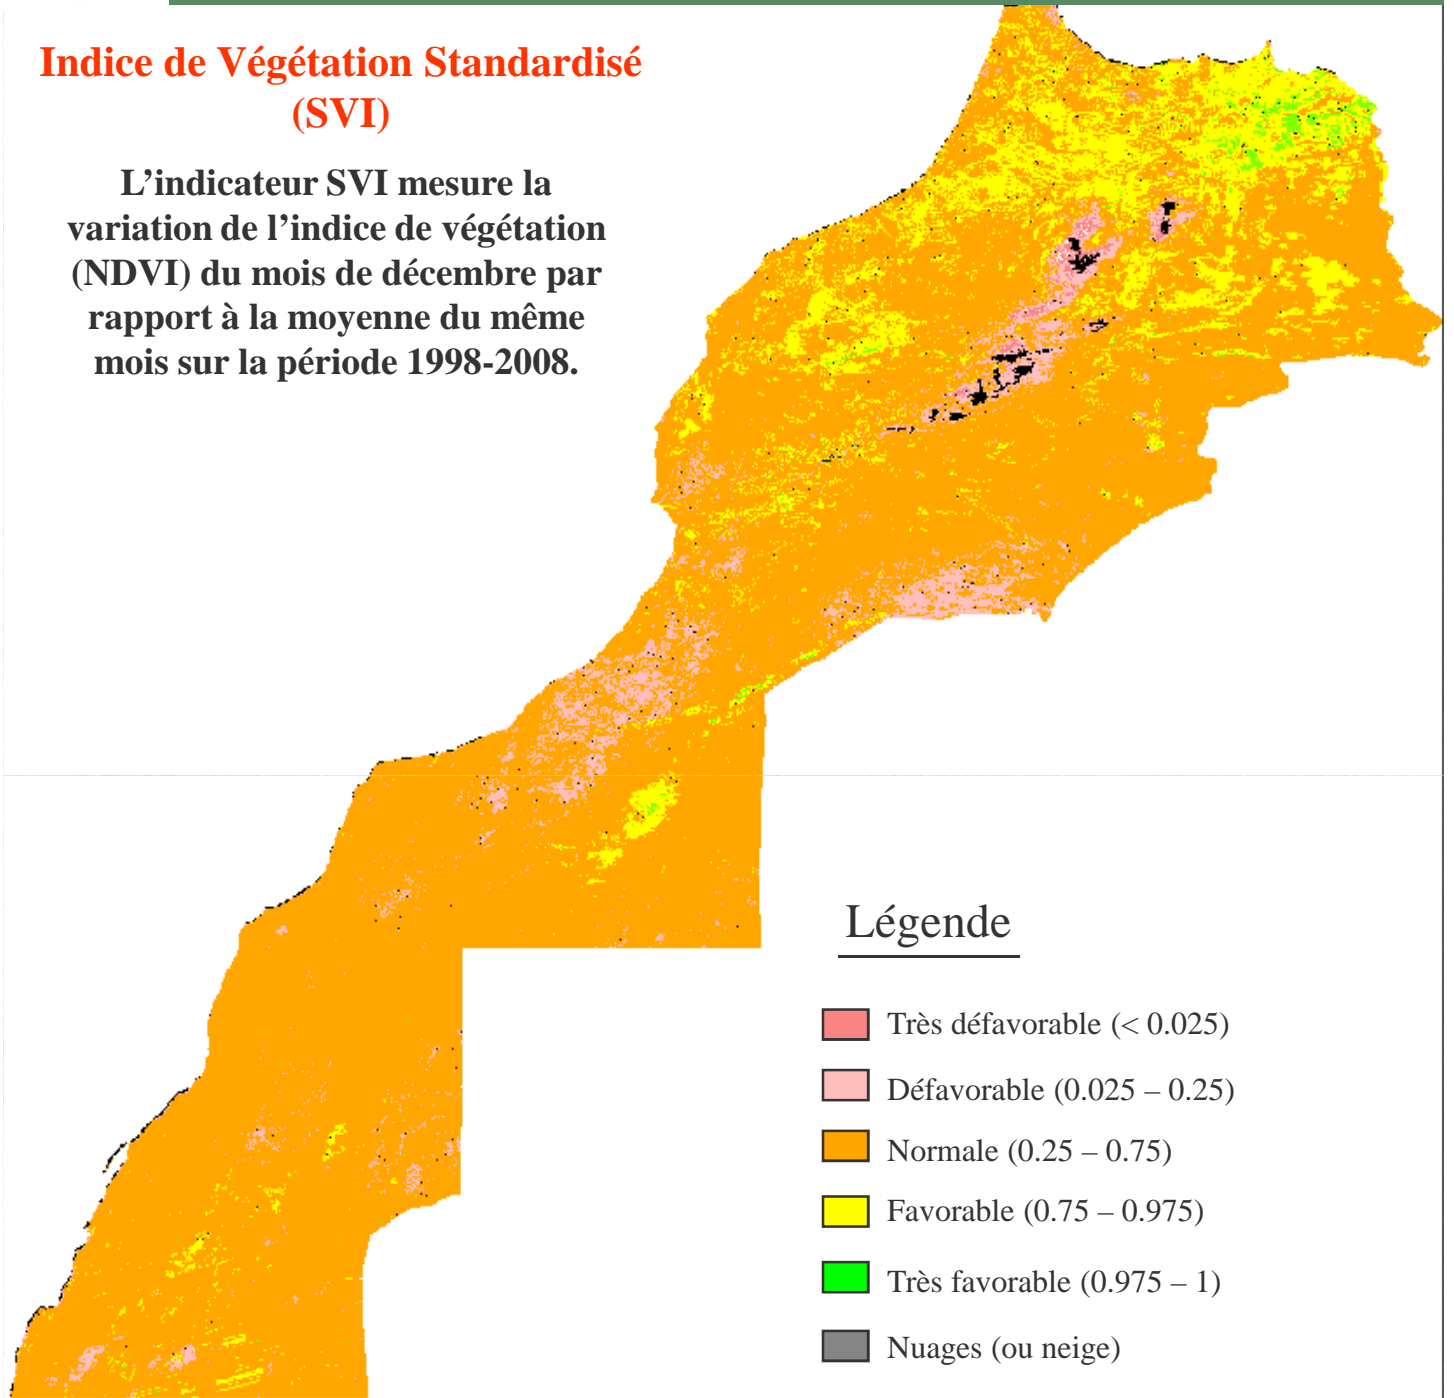 Indice de Végétation Standardisé
(SVI)
L’indicateur SVI mesure la
variation de l’indice de végétation
(NDVI) du mois de décembre par
rapport à la moyenne du même
mois sur la période 1998-2008.
Légende
Très défavorable (< 0.025)
Défavorable (0.025 – 0.25)
Normale (0.25 – 0.75)
Favorable (0.75 – 0.975)
Très favorable (0.975 – 1)
Nuages (ou neige)